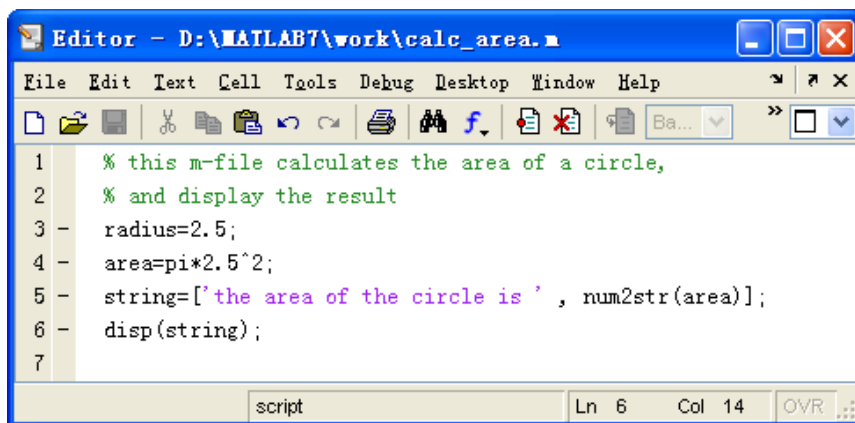 Editor - D:\MATLAB7\work\calc_area.m
File Edit Text Cell Tools Debug Desktop Window Help
Ba...
1 % this m-file calculates the area of a circle,
2 % and display the result
3 - radius=2.5;
4 - area=pi*2.5^2;
5 - string=['the area of the circle is ' , num2str(area)];
6 - disp(string);
7
script Ln 6 Col 14 OVR